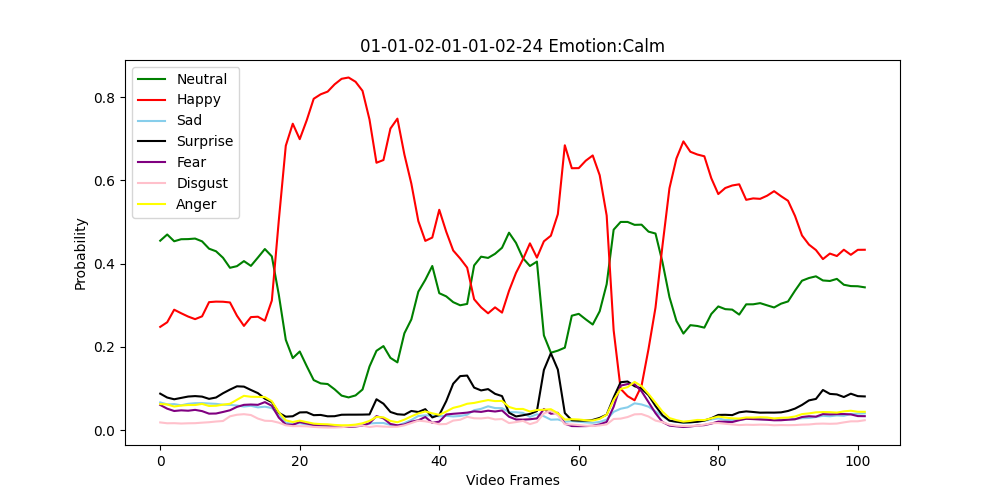 01-01-02-01-01-02-24 Emotion:Calm
Neutral
Happy
Sad
Surprise
Fear
Disgust
Anger
Probability
0.8
0.6
0.4
0.2
0.0
0 20 40 60 80 100
Video Frames